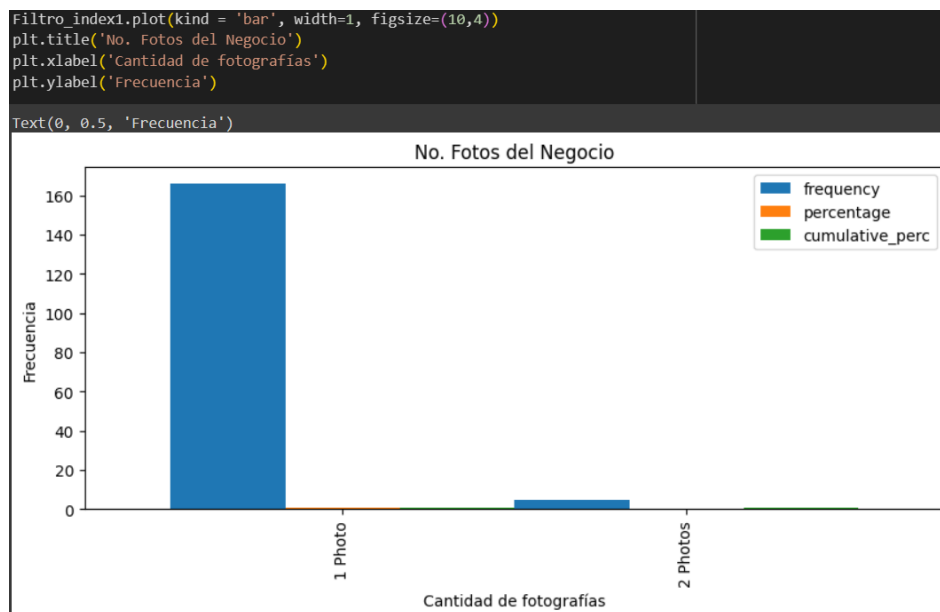 Filtro_index1.plot(kind = 'bar', width=1, figsize=(10,4))
plt.title('No. Fotos del Negocio')
plt.xlabel('Cantidad de fotografías')
plt.ylabel('Frecuencia')
Text(0, 0.5, 'Frecuencia')
No. Fotos del Negocio
frequency
percentage
cumulative_perc
160
140
120
100
80
60
40
20
0
Frecuencia
1 Photo
2 Photos
Cantidad de fotografías